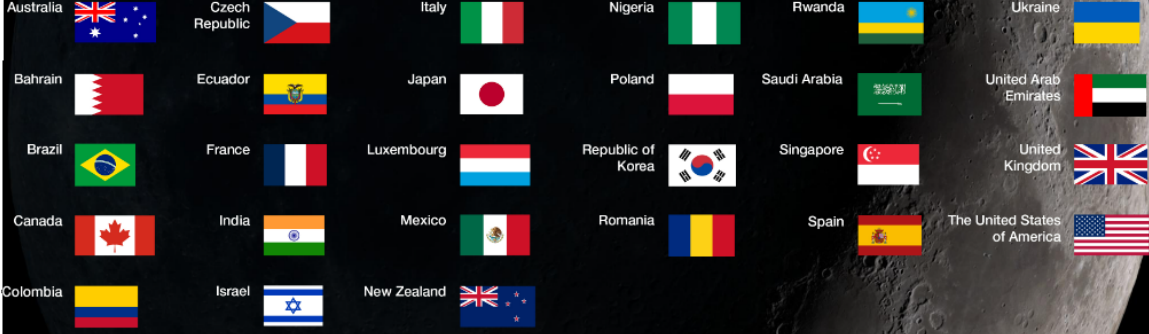 Australia
Czech
Republic
Italy
Nigeria
Rwanda
Ukraine
Bahrain
Ecuador
Japan
Poland
Saudi Arabia
United Arab
Emirates
Brazil
France
Luxembourg
Republic of
Korea
Singapore
United
Kingdom
Canada
India
Mexico
Romania
Spain
The United States
of America
Colombia
Israel
New Zealand